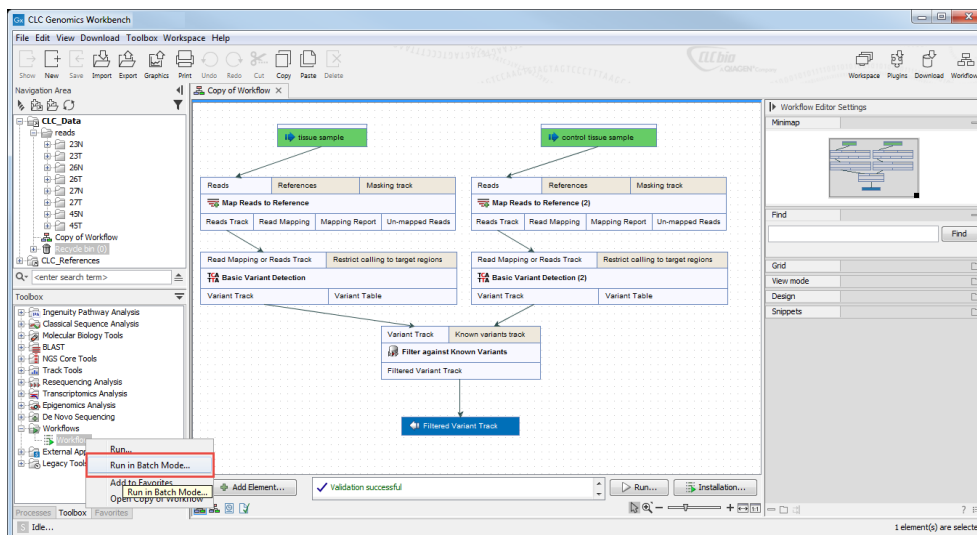 CLC Genomics Workbench
File Edit View Download Toolbox Workspace Help
Show New Save Import Export Graphics Print Undo Redo Cut Copy Paste Delete
CLC bio
Workspace Plugins Download Workflow
Navigation Area
Copy of Workflow
CLC_Data
reads
23N
23T
26N
26T
27N
27T
45N
45T
Copy of Workflow
Recycle bin (0)
CLC_References
<enter search term>
Toolbox
Ingenuity Pathway Analysis
Classical Sequence Analysis
Molecular Biology Tools
BLAST
NGS Core Tools
Track Tools
Resequencing Analysis
Transcriptomics Analysis
Epigenomics Analysis
De Novo Sequencing
Workflows
Workflow
External App
Legacy Tools
Run...
Run in Batch Mode...
Add to Favorites
Run in Batch Mode...
Open Copy of Workflow
Processes Toolbox Favorites
Idle...
tissue sample
control tissue sample
Reads References Masking track
Map Reads to Reference
Reads Track Read Mapping Mapping Report Un-mapped Reads
Reads References Masking track
Map Reads to Reference (2)
Reads Track Read Mapping Mapping Report Un-mapped Reads
Read Mapping or Reads Track Restrict calling to target regions
Basic Variant Detection
Variant Track Variant Table
Read Mapping or Reads Track Restrict calling to target regions
Basic Variant Detection (2)
Variant Track Variant Table
Variant Track Known variants track
Filter against Known Variants
Filtered Variant Track
Filtered Variant Track
Add Element...
Validation successful
Run...
Installation...
Workflow Editor Settings
Minimap
Find
Find
Grid
View mode
Design
Snippets
1 element(s) are selecte